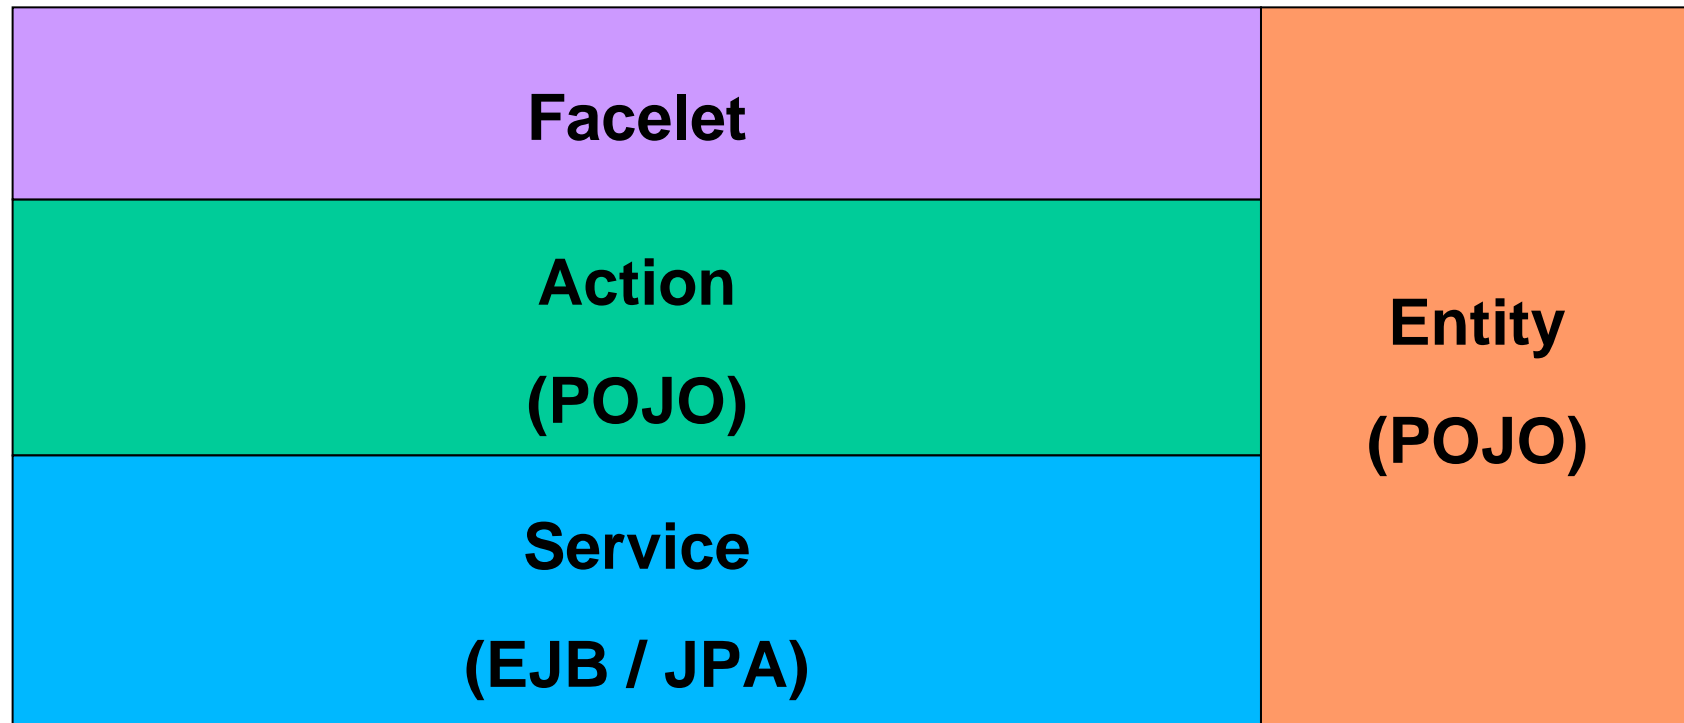 Facelet
Action
(POJO)
Service
(EJB / JPA)
Entity
(POJO)